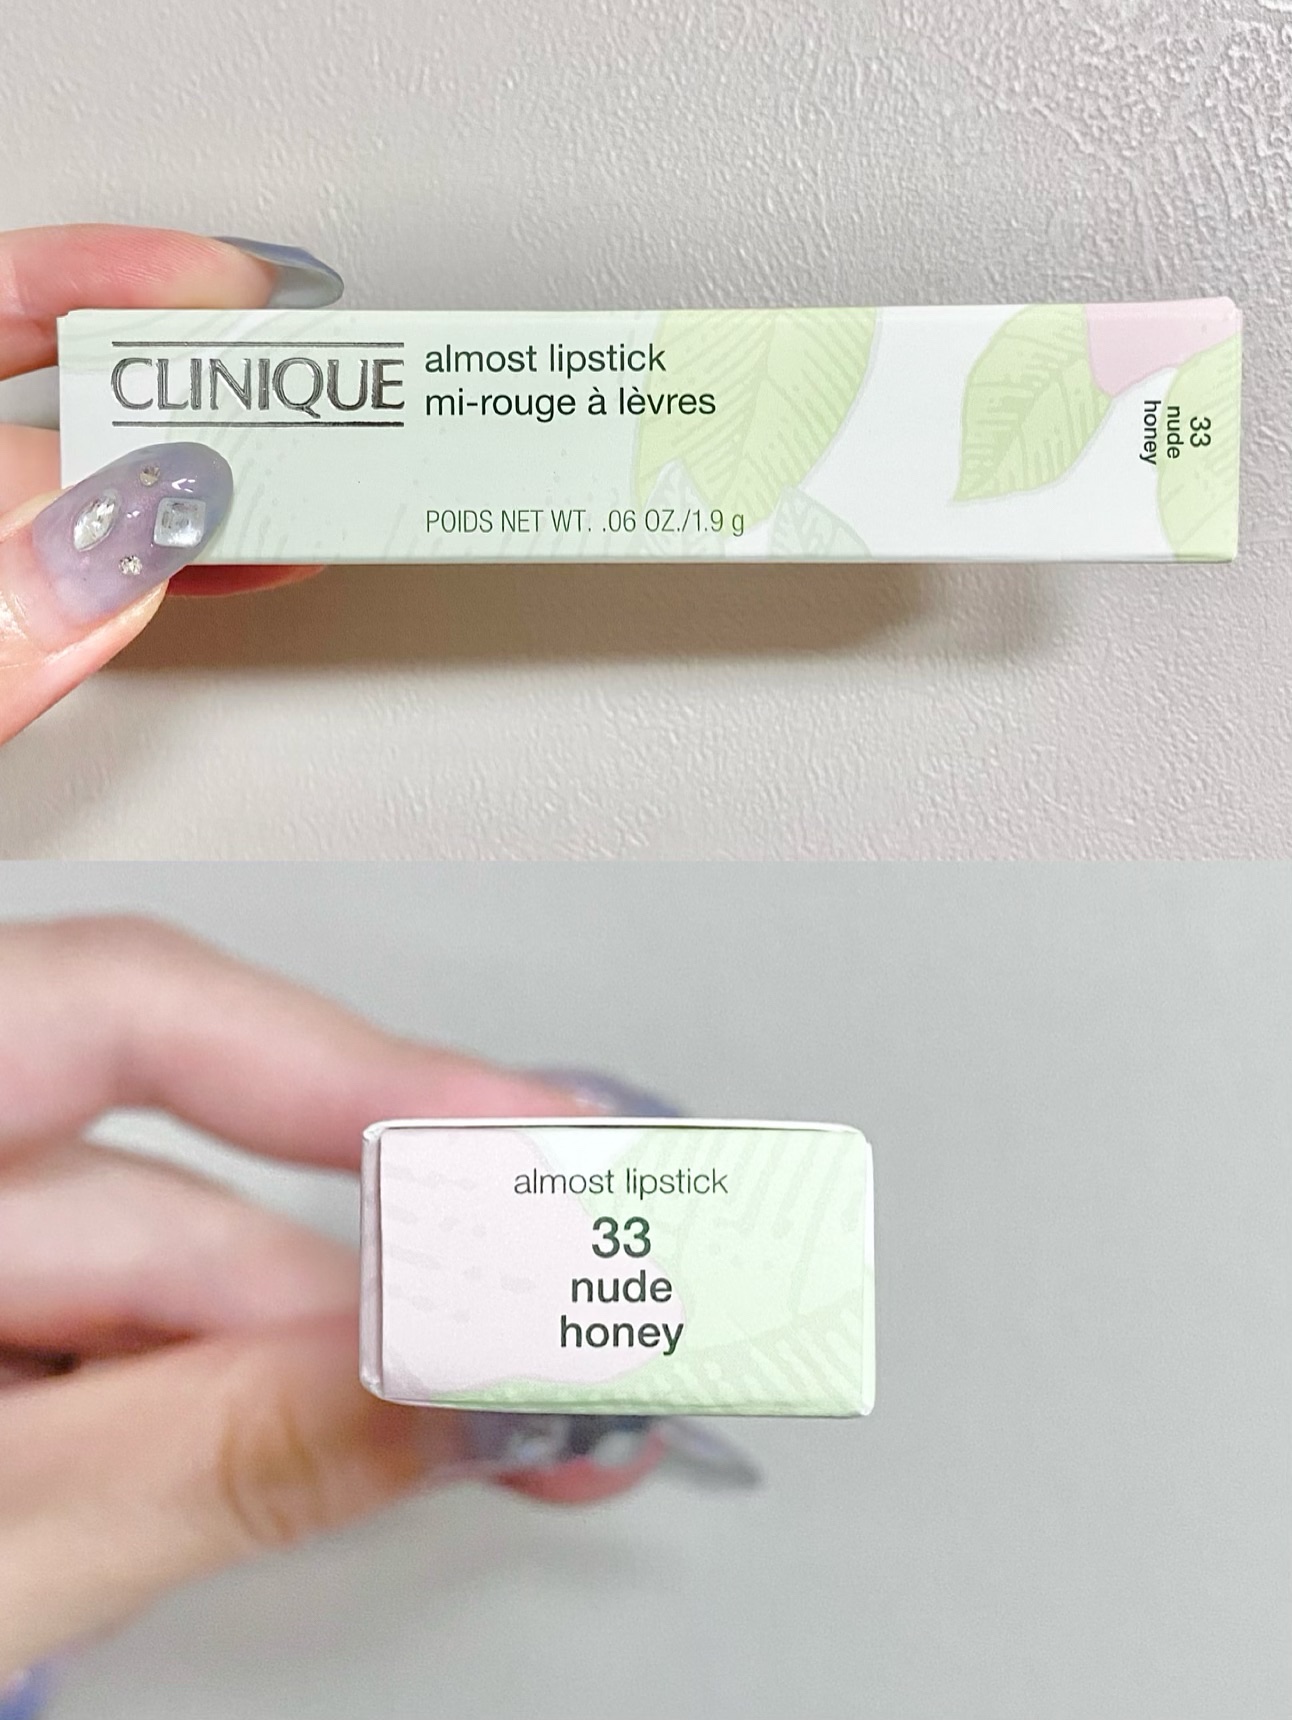 CLINIQUE
almost lipstick
mi-rouge à lèvres
POIDS NET WT. .06 OZ./1.9 g
33
nude
honey
almost lipstick
33
nude
honey